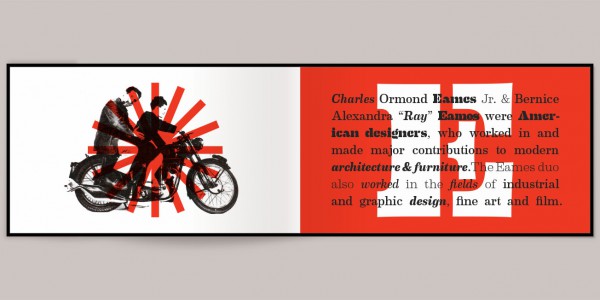 E
Charles Ormond Eames Jr. & Bernice
Alexandra “Ray” Eames were Amer-
ican designers, who worked in and
made major contributions to modern
architecture & furniture. The Eames duo
also worked in the fields of industrial
and graphic design, fine art and film.